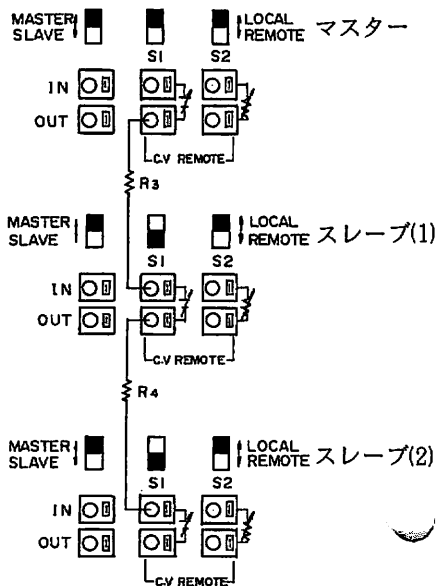 MASTER SLAVE LOCAL REMOTE マスター
S1 S2
IN
OUT
C.V REMOTE
R3
MASTER SLAVE LOCAL REMOTE スレーブ(1)
S1 S2
IN
OUT
C.V REMOTE
R4
MASTER SLAVE LOCAL REMOTE スレーブ(2)
S1 S2
IN
OUT
C.V REMOTE